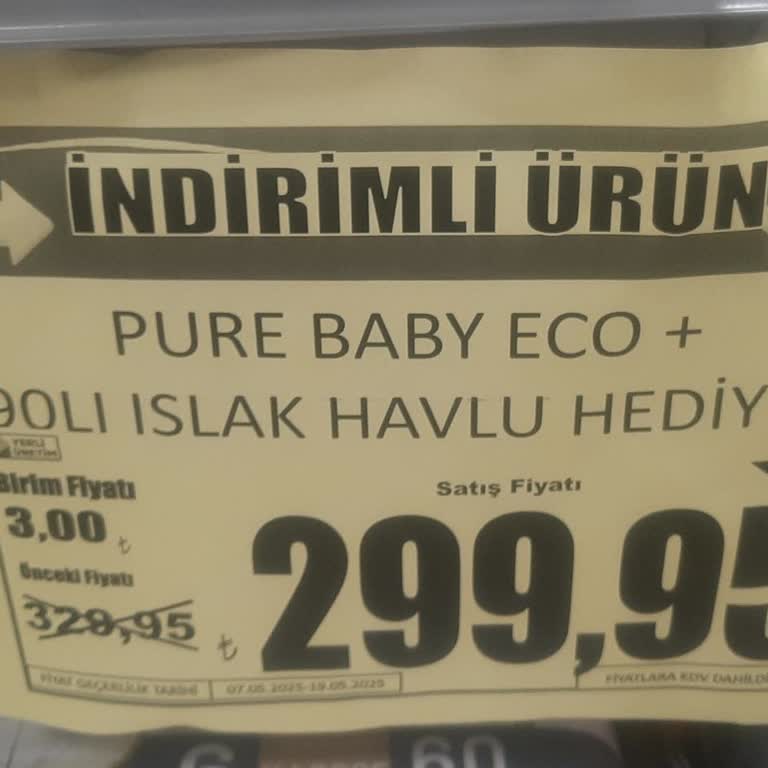 İNDİRİMLİ ÜRÜN
PURE BABY ECO +
90LI ISLAK HAVLU HEDİY
YERLİ ÜRETİM
Birim Fiyatı
3,00 ₺
Satış Fiyatı
299,95
Önceki Fiyatı
329,95 ₺
FİYAT GEÇERLİLİK TARİHİ 07.05.2025-19.05.2025
FİYATLARA KDV DAHİLDİ
60